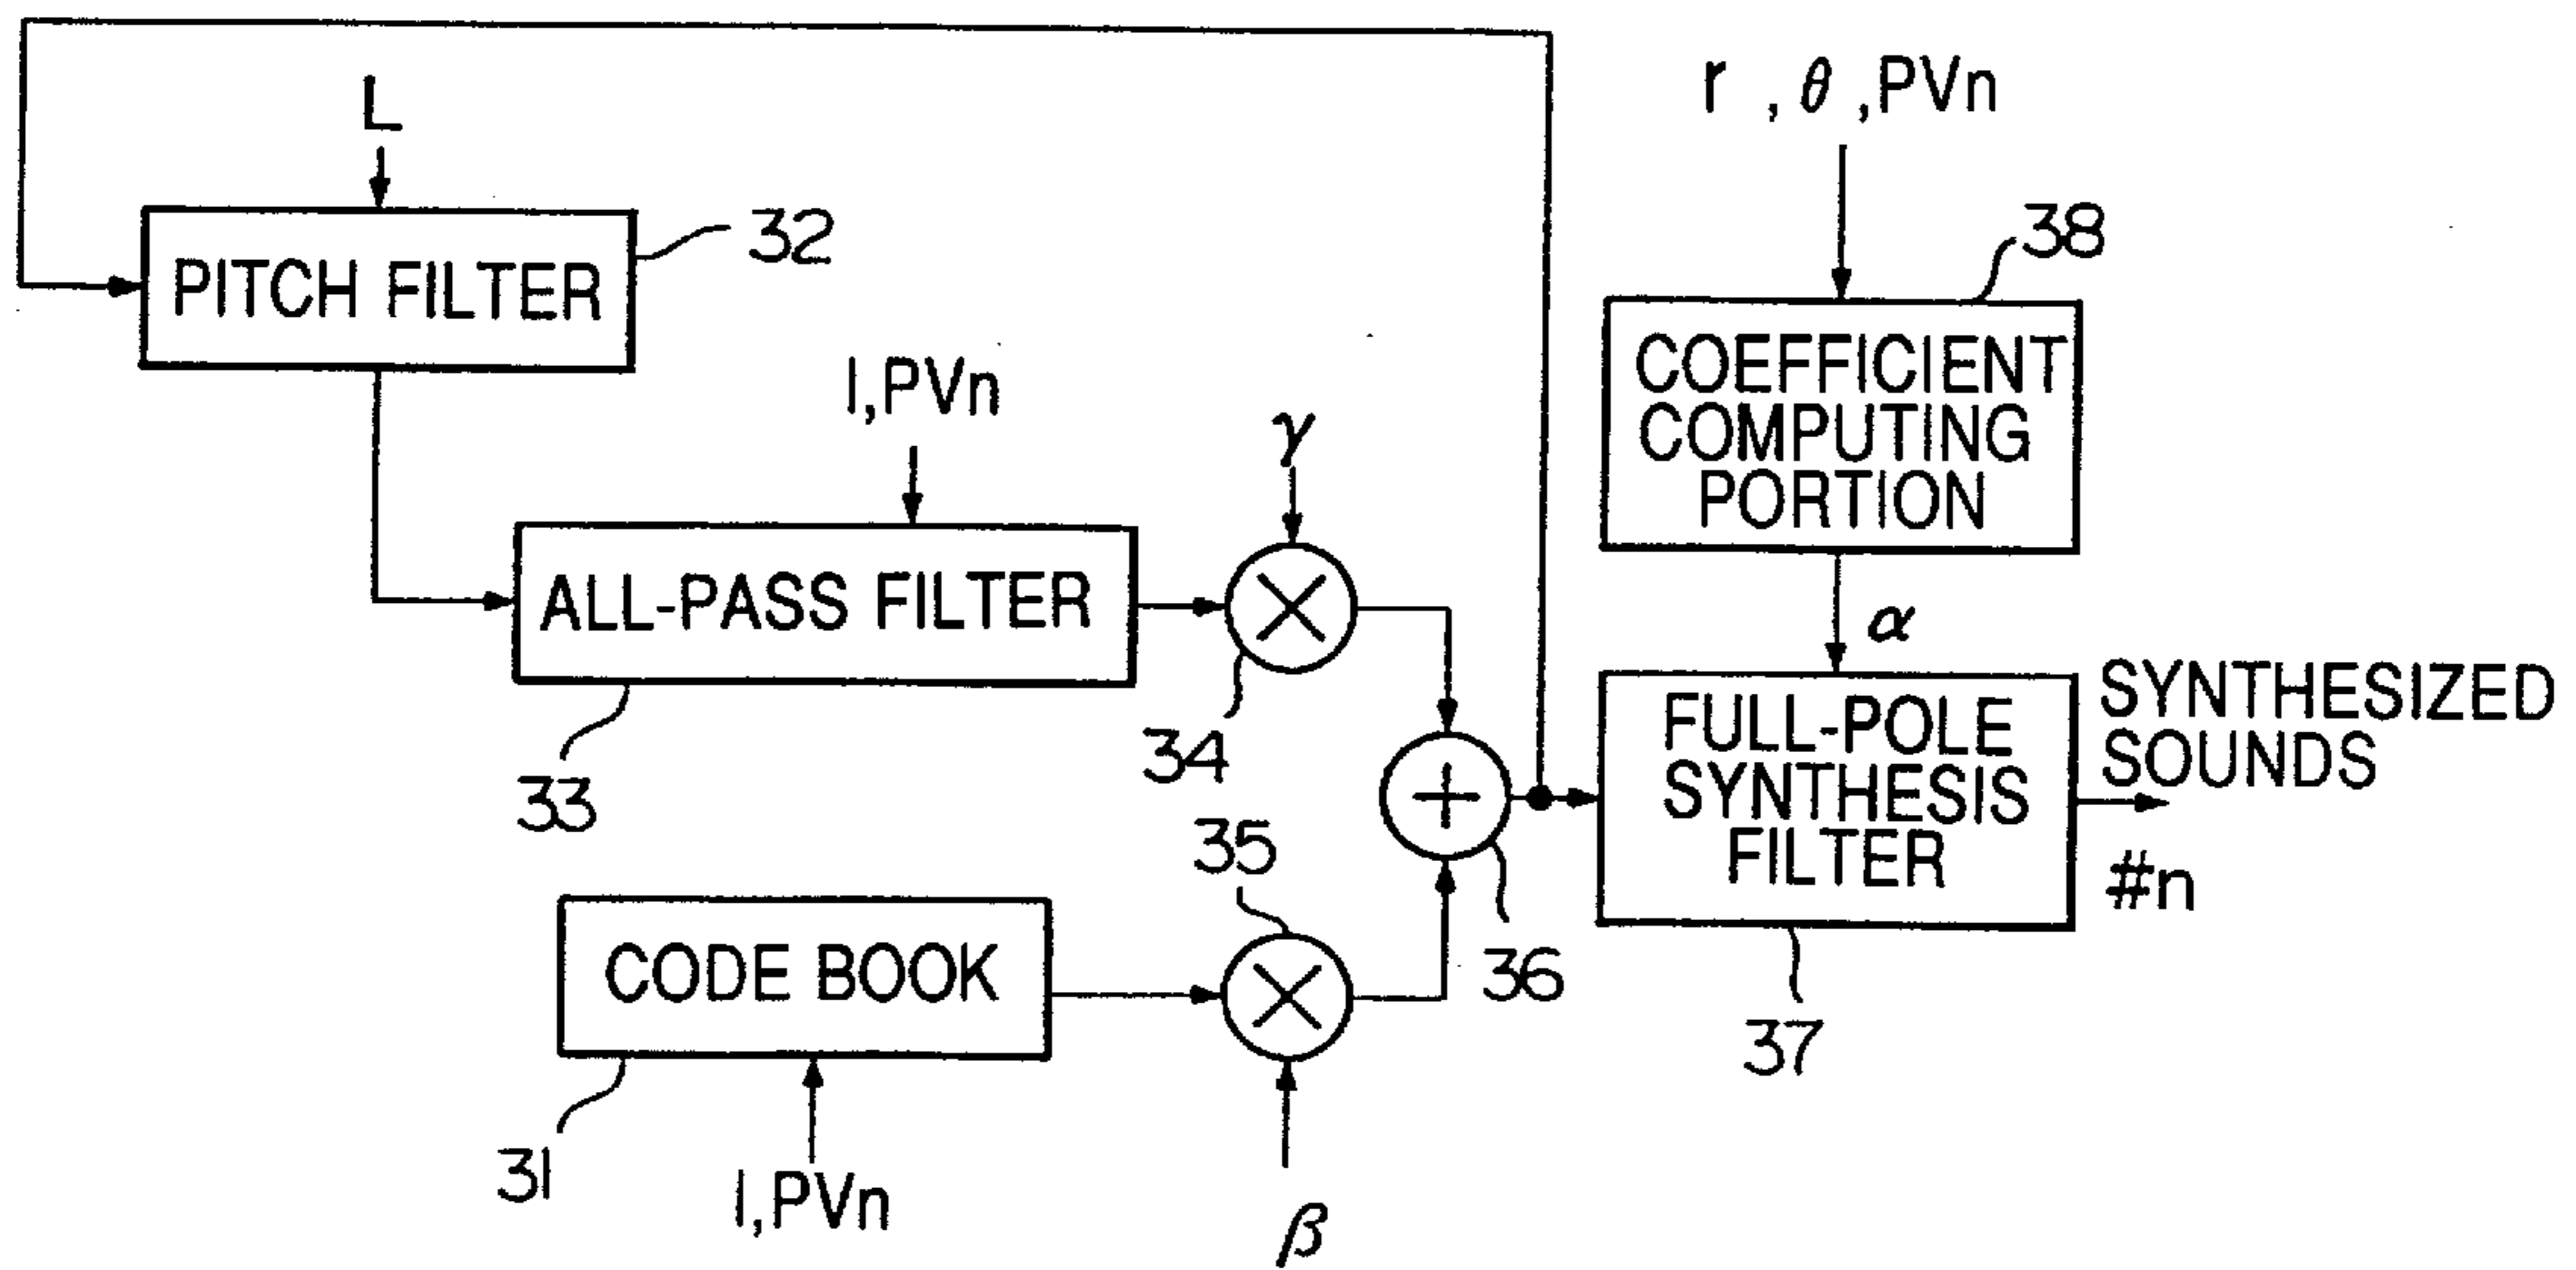 L
r , θ ,PVn
32
38
PITCH FILTER
COEFFICIENT
COMPUTING
PORTION
I,PVn
γ
ALL-PASS FILTER
α
34
33
FULL-POLE
SYNTHESIS
FILTER
SYNTHESIZED
SOUNDS
#n
35
CODE BOOK
36
37
31
I,PVn
β